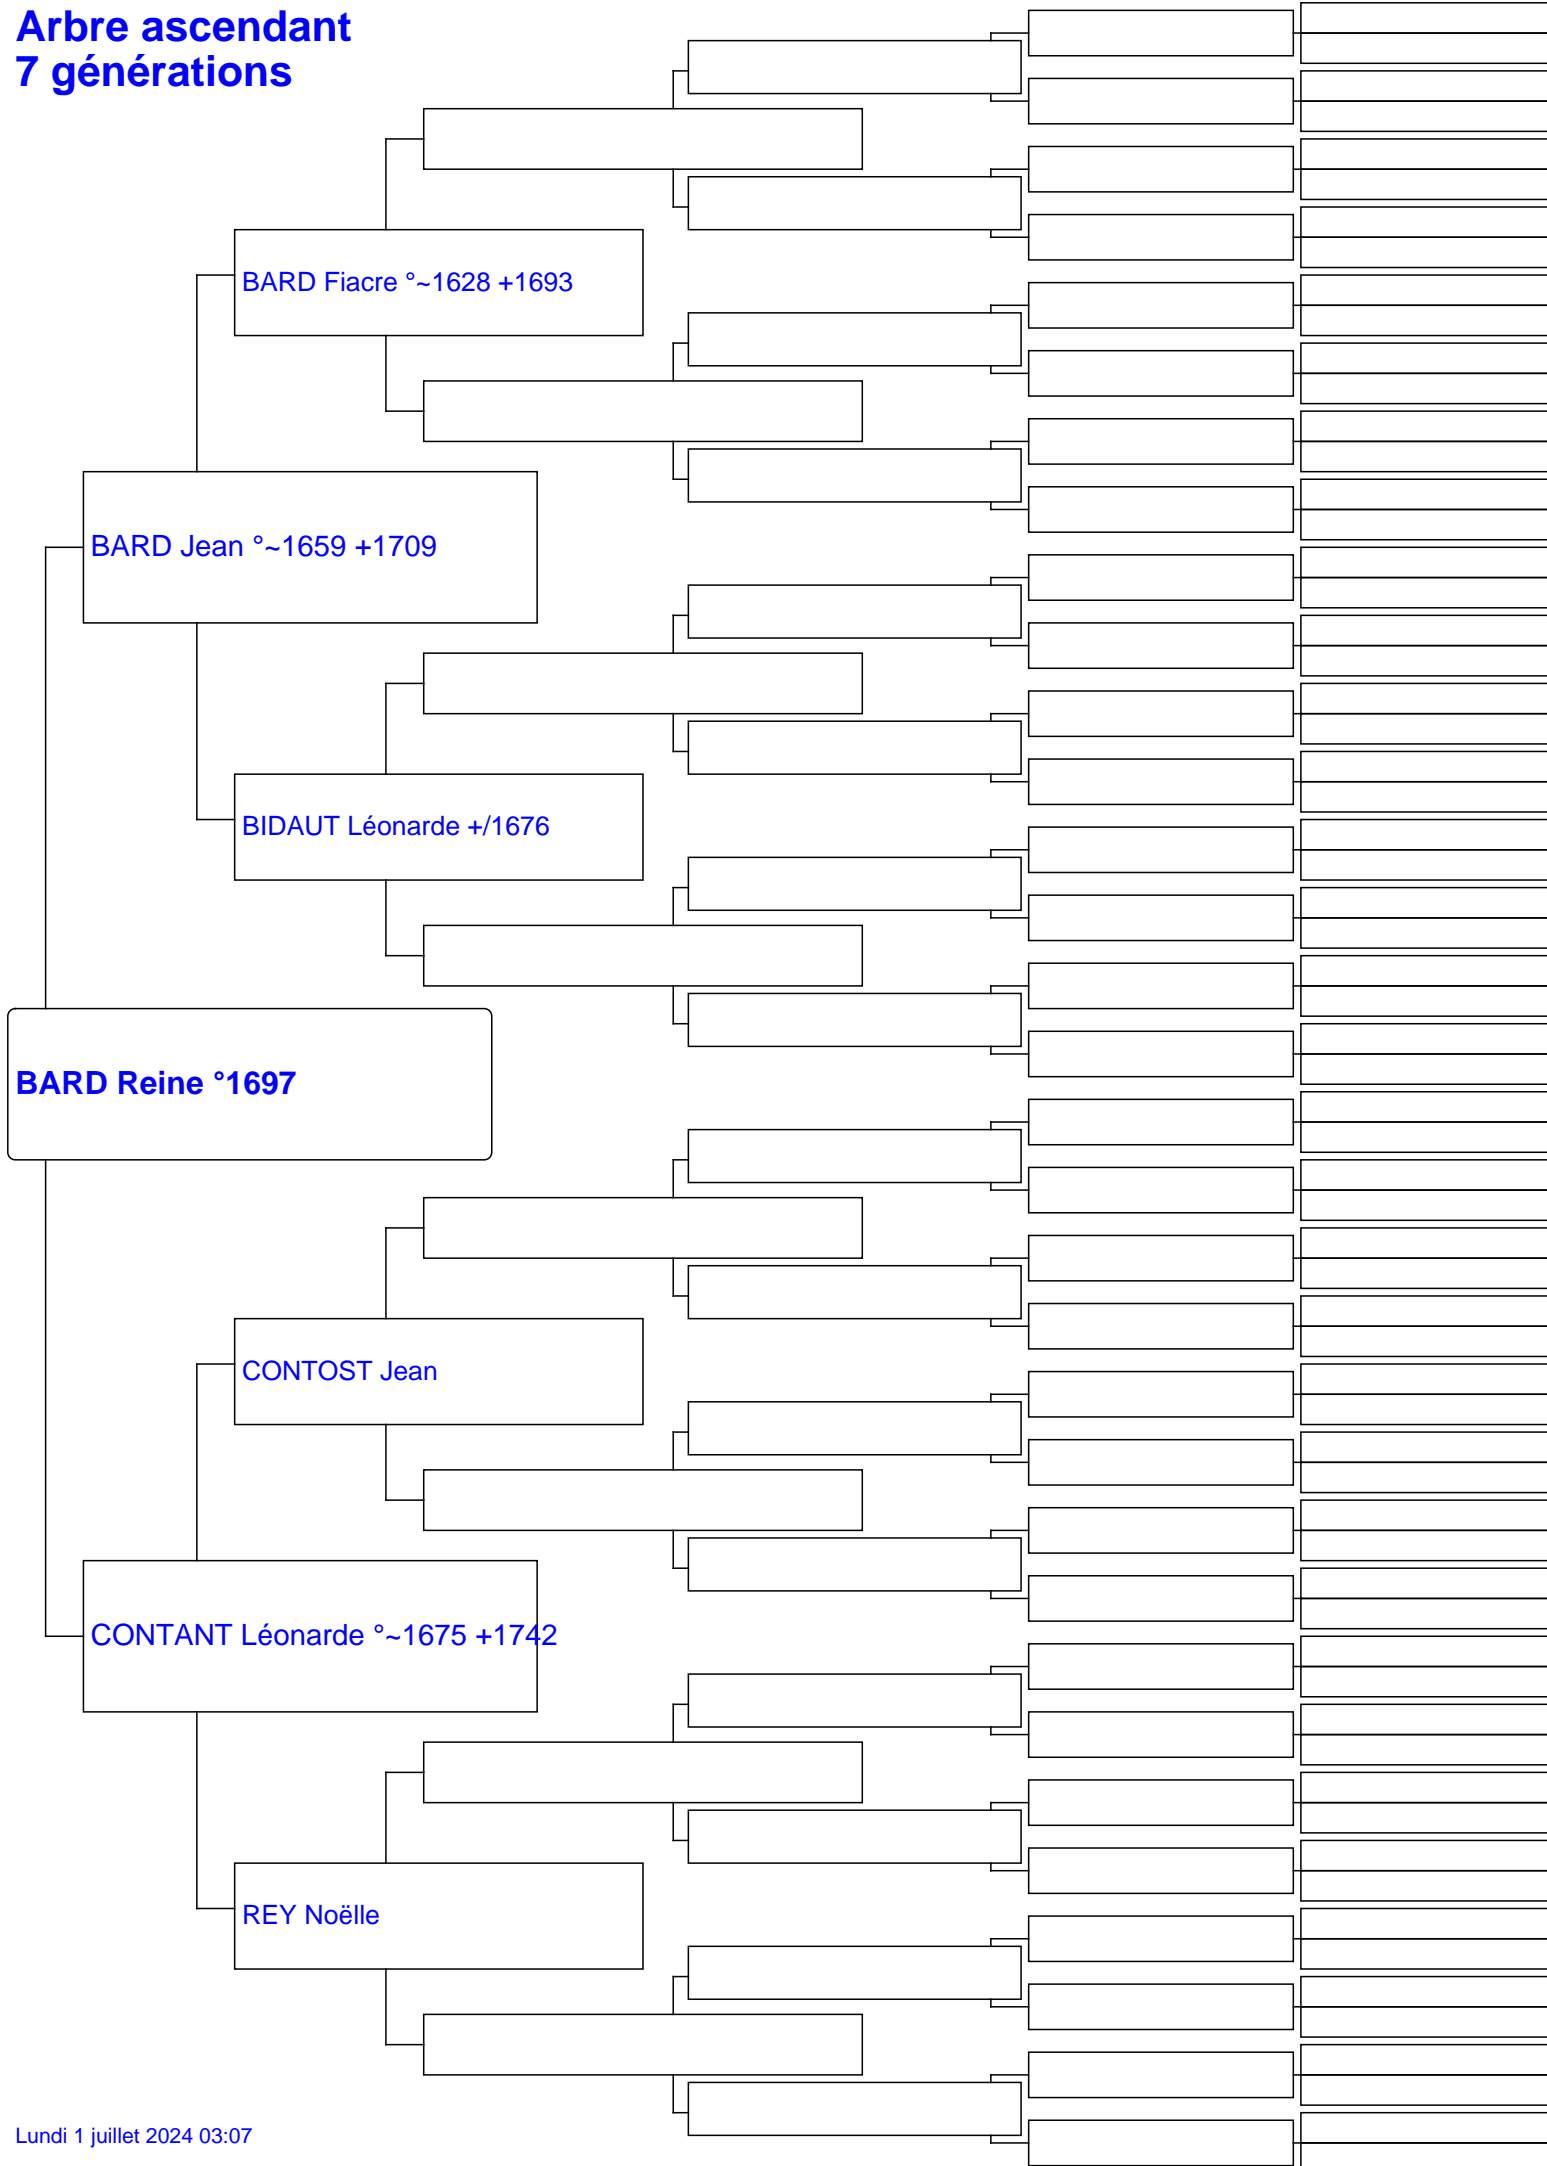 Arbre ascendant
7 générations
BARD Fiacre °~1628 +1693
BARD Jean °~1659 +1709
BIDAUT Léonarde +/1676
BARD Reine °1697
CONTOST Jean
CONTANT Léonarde °~1675 +1742
REY Noëlle
Lundi 1 juillet 2024 03:07